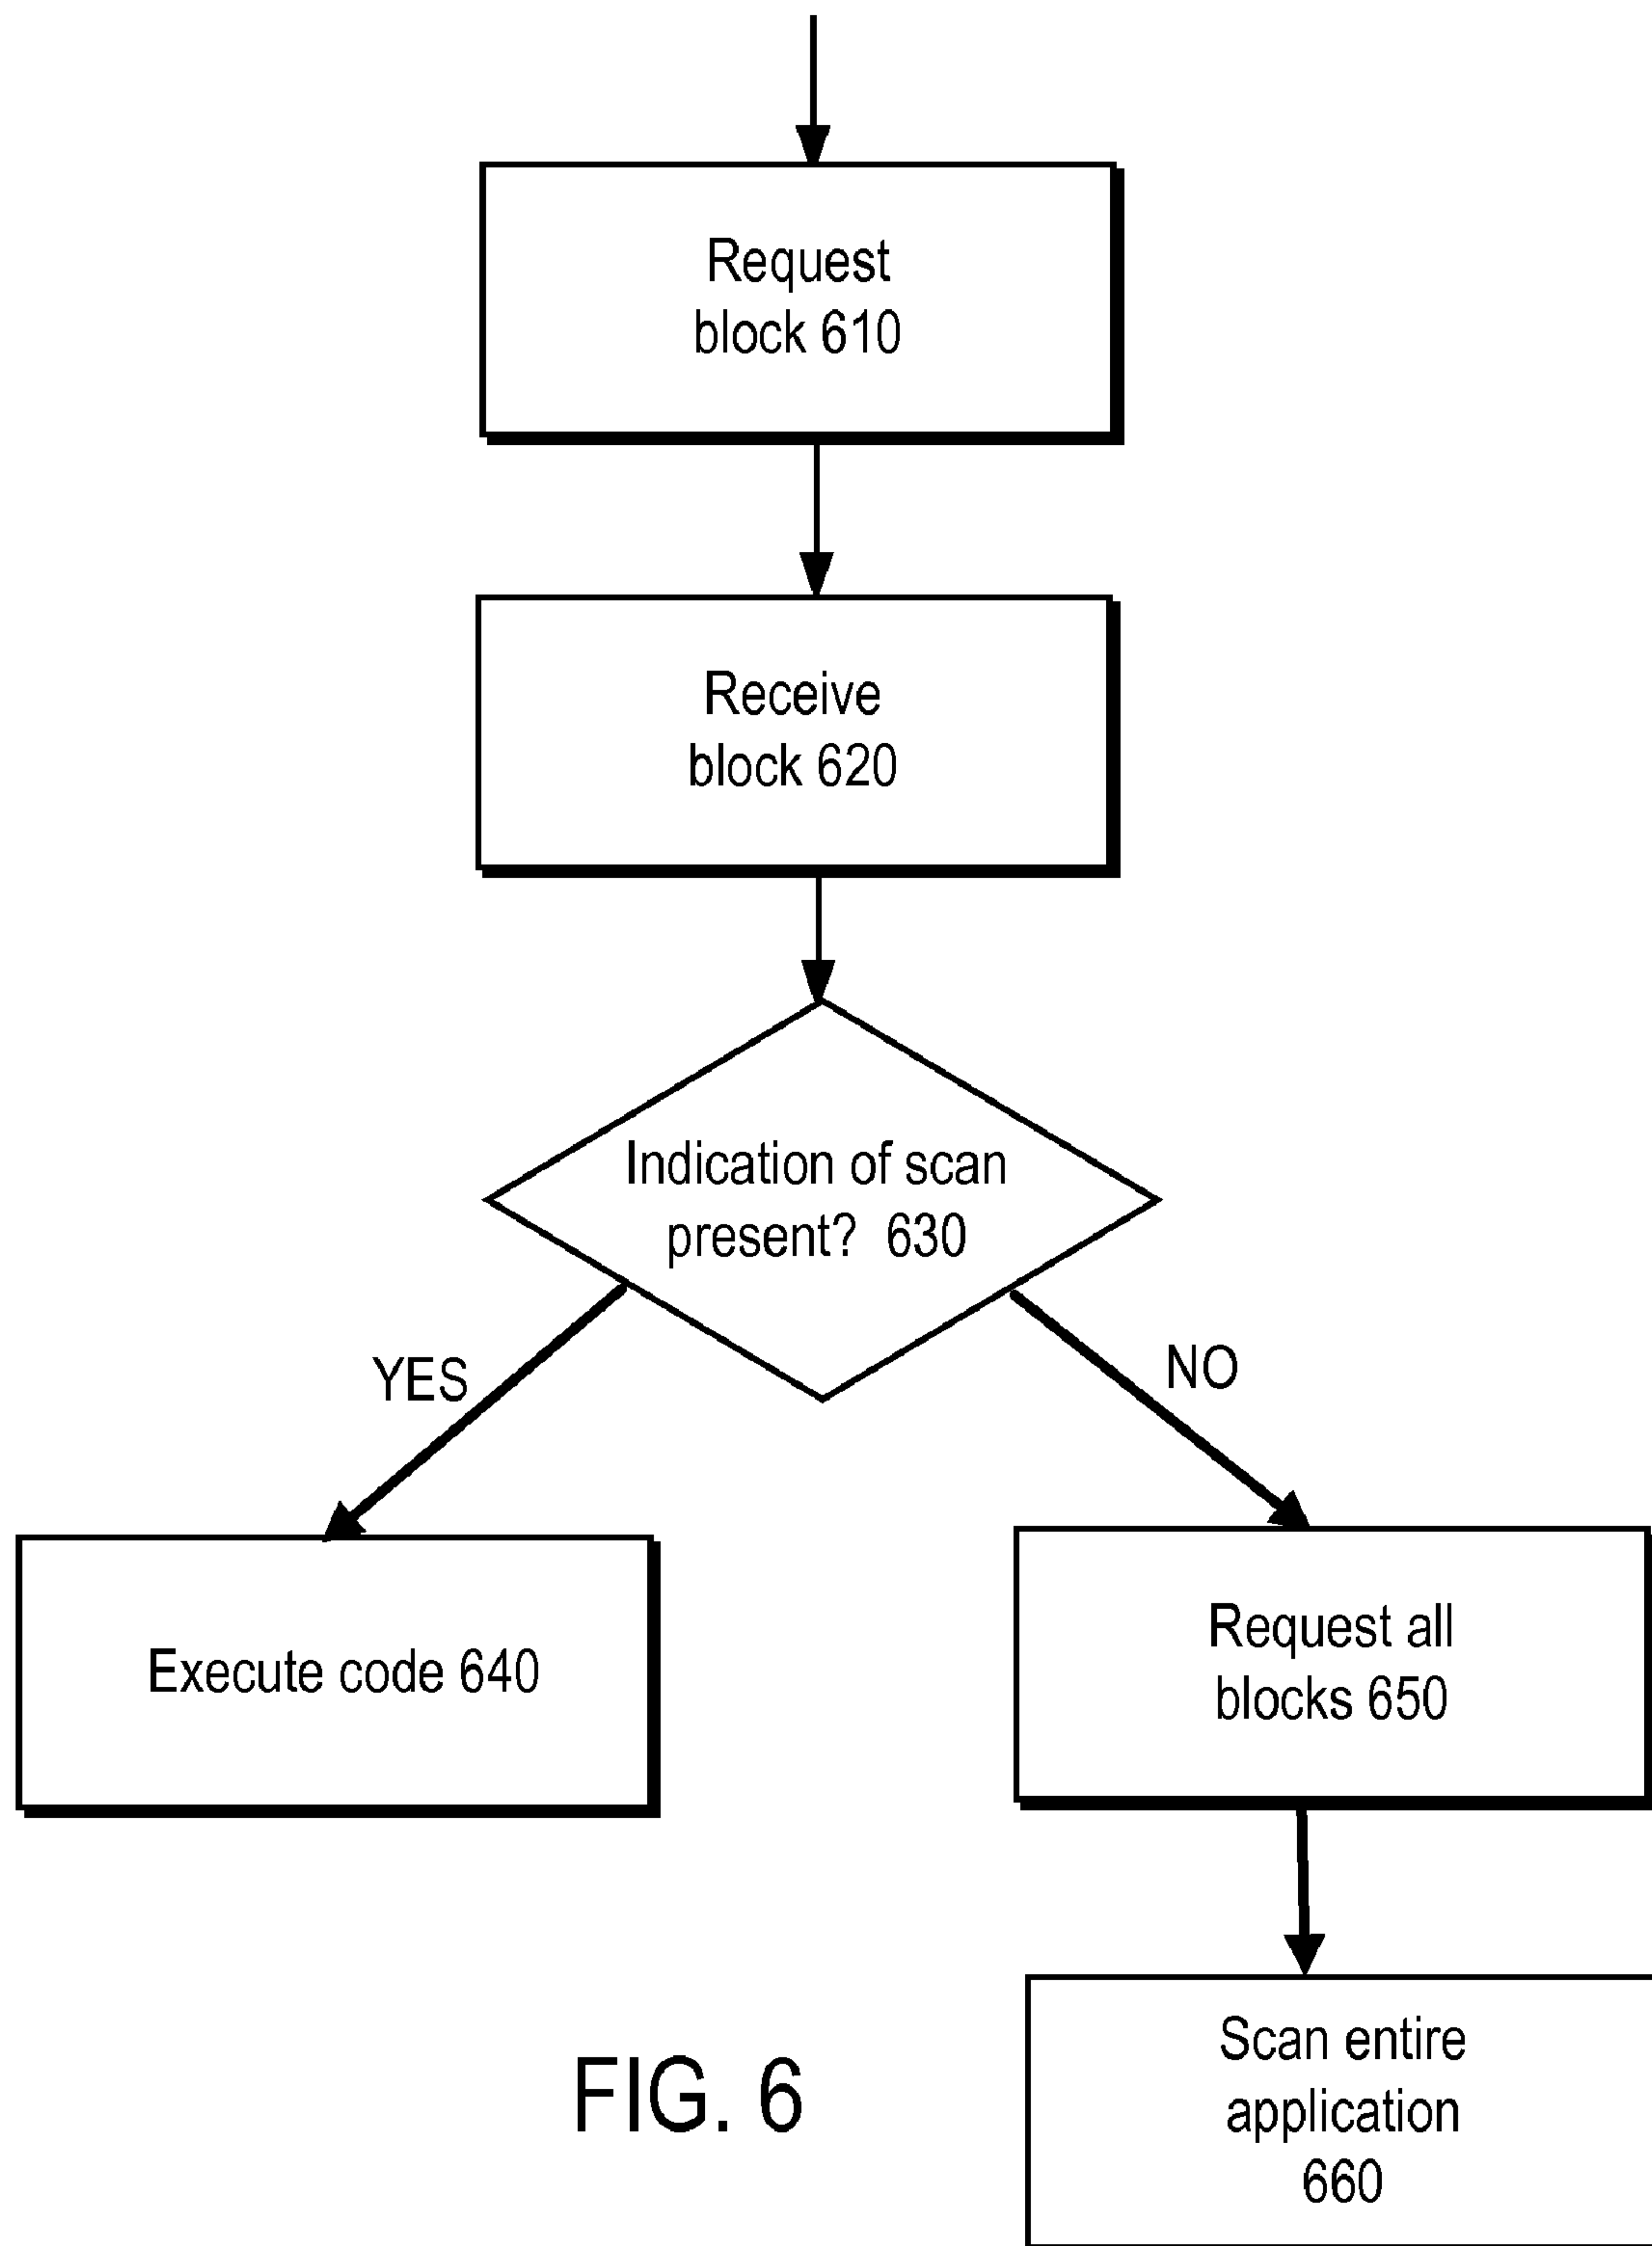 Request
block 610
Receive
block 620
Indication of scan
present? 630
YES
NO
Execute code 640
Request all
blocks 650
Scan entire
application
660
FIG. 6